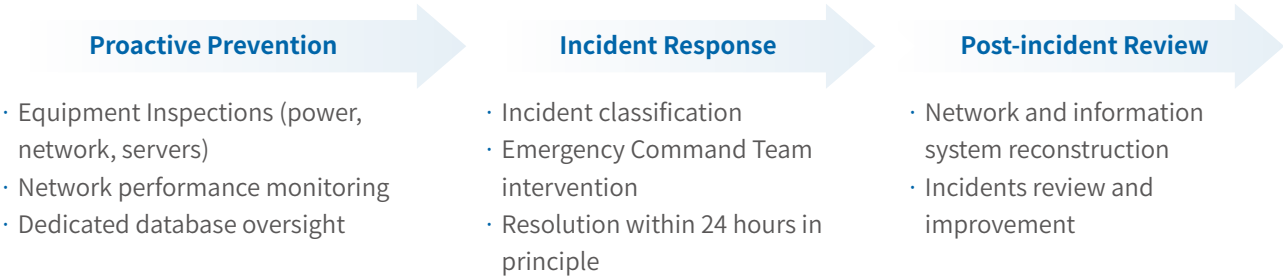 Proactive Prevention
· Equipment Inspections (power,
network, servers)
· Network performance monitoring
· Dedicated database oversight
Incident Response
· Incident classification
· Emergency Command Team
intervention
· Resolution within 24 hours in
principle
Post-incident Review
· Network and information
system reconstruction
· Incidents review and
improvement